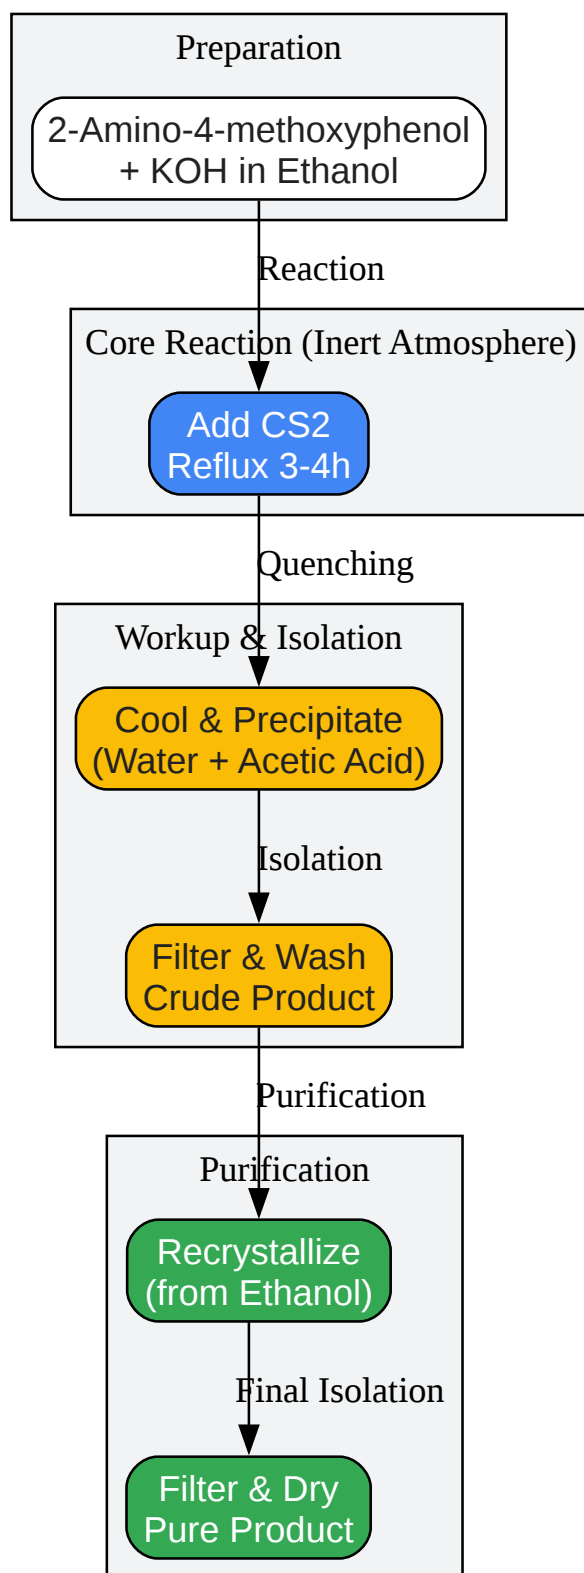 Preparation
2-Amino-4-methoxyphenol
+ KOH in Ethanol
Reaction
Core Reaction (Inert Atmosphere)
Add CS2
Reflux 3-4h
Quenching
Workup & Isolation
Cool & Precipitate
(Water + Acetic Acid)
Isolation
Filter & Wash
Crude Product
Purification
Purification
Recrystallize
(from Ethanol)
Final Isolation
Filter & Dry
Pure Product